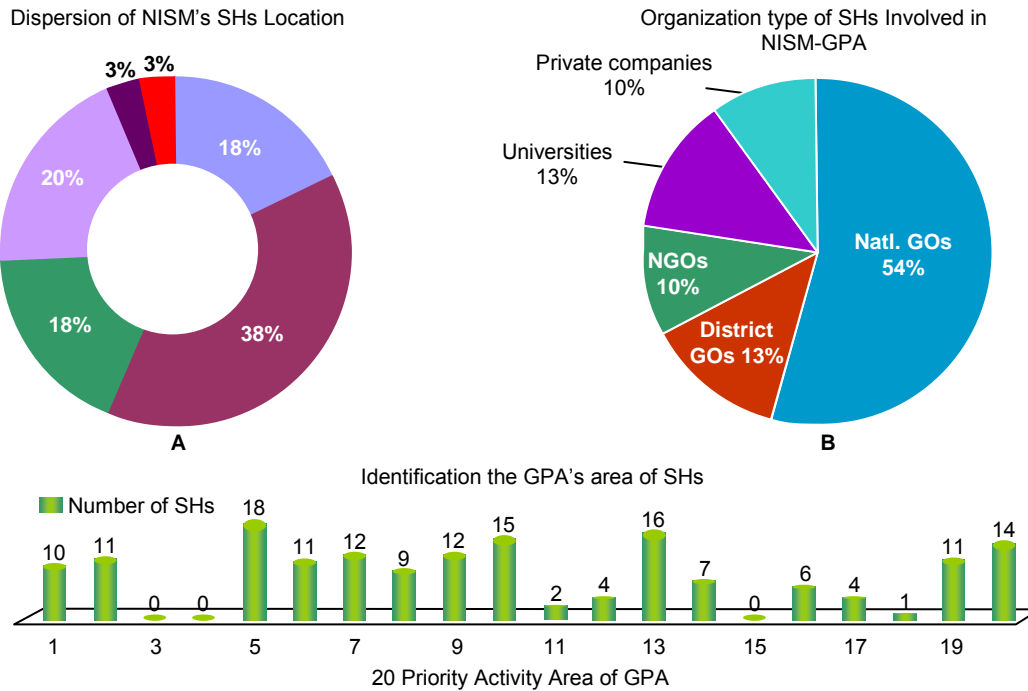 Dispersion of NISM's SHs Location
3%
3%
18%
20%
18%
38%
A
Organization type of SHs Involved in
NISM-GPA
Private companies
10%
Universities
13%
Natl. GOs
54%
NGOs
10%
District
GOs 13%
B
Identification the GPA's area of SHs
Number of SHs
10
11
0
0
18
11
12
9
12
15
2
4
16
7
0
6
4
1
11
14
1
3
5
7
9
11
13
15
17
19
20 Priority Activity Area of GPA